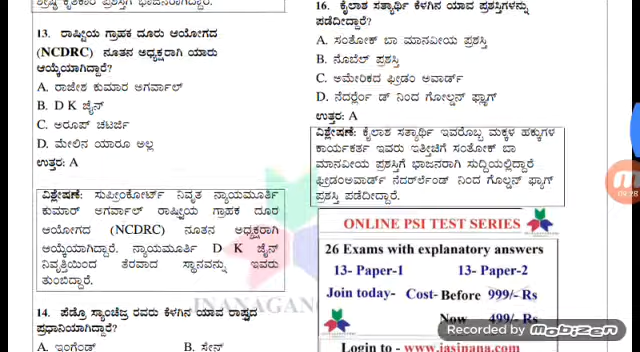 ಶ್ರೇಷ್ಠ ಕೃತಿಕಾರ ಪ್ರಶಸ್ತಿಗೆ ಭಾಜನರಾಗಿದ್ದಾರೆ.
13. ರಾಷ್ಟ್ರೀಯ ಗ್ರಾಹಕ ದೂರು ಆಯೋಗದ
(NCDRC) ನೂತನ ಅಧ್ಯಕ್ಷರಾಗಿ ಯಾರು
ಆಯ್ಕೆಯಾಗಿದ್ದಾರೆ?
A. ರಾಜೇಶ ಕುಮಾರ ಅಗರ್ವಾಲ್
B. D K ಜೈನ್
C. ಅರೂಪ್ ಚಟರ್ಜಿ
D. ಮೇಲಿನ ಯಾರೂ ಅಲ್ಲ
ಉತ್ತರ: A
ವಿಶ್ಲೇಷಣೆ: ಸುಪ್ರೀಂಕೋರ್ಟ್ ನಿವೃತ ನ್ಯಾಯಮೂರ್ತಿ
ಕುಮಾರ್ ಅಗರ್ವಾಲ್ ರಾಷ್ಟ್ರೀಯ ಗ್ರಾಹಕ ದೂರ
ಆಯೋಗದ (NCDRC) ನೂತನ ಅಧ್ಯಕ್ಷರಾಗಿ
ಆಯ್ಕೆಯಾಗಿದ್ದಾರೆ. ನ್ಯಾಯಮೂರ್ತಿ D K ಜೈನ್
ನಿವೃತ್ತಿಯಿಂದ ತೆರವಾದ ಸ್ಥಾನವನ್ನು ಇವರು
ತುಂಬಿದ್ದಾರೆ.
14. ಪೆಡ್ರೊ ಸ್ಯಾಂಚೆಜ್ರ ರವರು ಕೆಳಗಿನ ಯಾವ ರಾಷ್ಟ್ರದ
ಪ್ರಧಾನಿಯಾಗಿದ್ದಾರೆ?
A. ಇಂಗ್ಲೆಂಡ್ B. ಸ್ಪೇನ್
16. ಕೈಲಾಶ ಸತ್ಯಾರ್ಥಿ ಕೆಳಗಿನ ಯಾವ ಪ್ರಶಸ್ತಿಗಳನ್ನು
ಪಡೆದೀದ್ದಾರೆ?
A. ಸಂತೋಕ್ ಬಾ ಮಾನವೀಯ ಪ್ರಶಸ್ತಿ
B. ನೊಬೆಲ್ ಪ್ರಶಸ್ತಿ
C. ಅಮೇರಿಕದ ಫ್ರೀಡಂ ಅವಾರ್ಡ್
D. ನೆದರ್ಲೆಂ ಡ್ ನಿಂದ ಗೋಲ್ಡನ್ ಫ್ಲ್ಯಾಗ್
ಉತ್ತರ: A
ವಿಶ್ಲೇಷಣೆ: ಕೈಲಾಶ ಸತ್ಯಾರ್ಥಿ ಇವರೊಬ್ಬ ಮಕ್ಕಳ ಹಕ್ಕುಗಳ
ಕಾರ್ಯಕರ್ತ ಇವರು ಇತ್ತೀಚಿಗೆ ಸಂತೋಕ್ ಬಾ
ಮಾನವೀಯ ಪ್ರಶಸ್ತಿಗೆ ಭಾಜನರಾಗಿ ಸುದ್ದಿಯಲ್ಲಿದ್ದಾರೆ
ಫ್ರೀಡಂಅವಾರ್ಡ್ ನೆದರ್ಲೆಂಡ್ ನಿಂದ ಗೊಲ್ಡನ್ ಫ್ಲ್ಯಾಗ್
ಪ್ರಶಸ್ತಿ ಪಡೆದಿದ್ದಾರೆ.
ONLINE PSI TEST SERIES
26 Exams with explanatory answers
13- Paper-1 13- Paper-2
Join today- Cost- Before 999/- Rs
Now 499/- Rs
Login to - www.iasjnana.com
Recorded by Mobizen